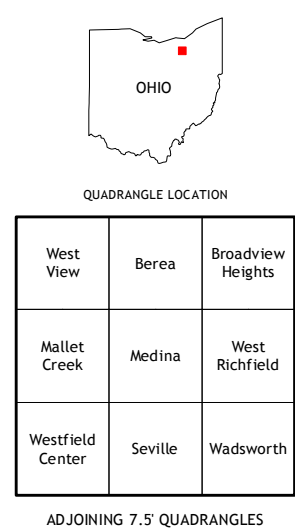 OHIO
QUADRANGLE LOCATION
West
View
Berea
Broadview
Heights
Mallet
Creek
Medina
West
Richfield
Westfield
Center
Seville
Wadsworth
ADJOINING 7.5' QUADRANGLES